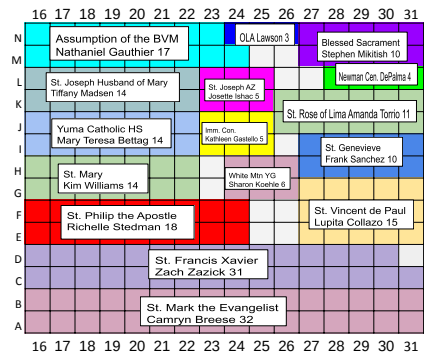 16 17 18 19 20 21 22 23 24 25 26 27 28 29 30 31
N
M
L
K
J
I
H
G
F
E
D
C
B
A
Assumption of the BVM
Nathaniel Gauthier 17
OLA Lawson 3
Blessed Sacrament
Stephen Mikitish 10
Newman Cen. DePalma 4
St. Joseph Husband of Mary
Tiffany Madsen 14
St. Joseph AZ
Josette Ishac 5
St. Rose of Lima Amanda Torrio 11
Yuma Catholic HS
Mary Teresa Bettag 14
Imm. Con.
Kathleen Gastello 5
St. Genevieve
Frank Sanchez 10
St. Mary
Kim Williams 14
White Mtn YG
Sharon Koehle 6
St. Philip the Apostle
Richelle Stedman 18
St. Vincent de Paul
Lupita Collazo 15
St. Francis Xavier
Zach Zazick 31
St. Mark the Evangelist
Camryn Breese 32
16 17 18 19 20 21 22 23 24 25 26 27 28 29 30 31